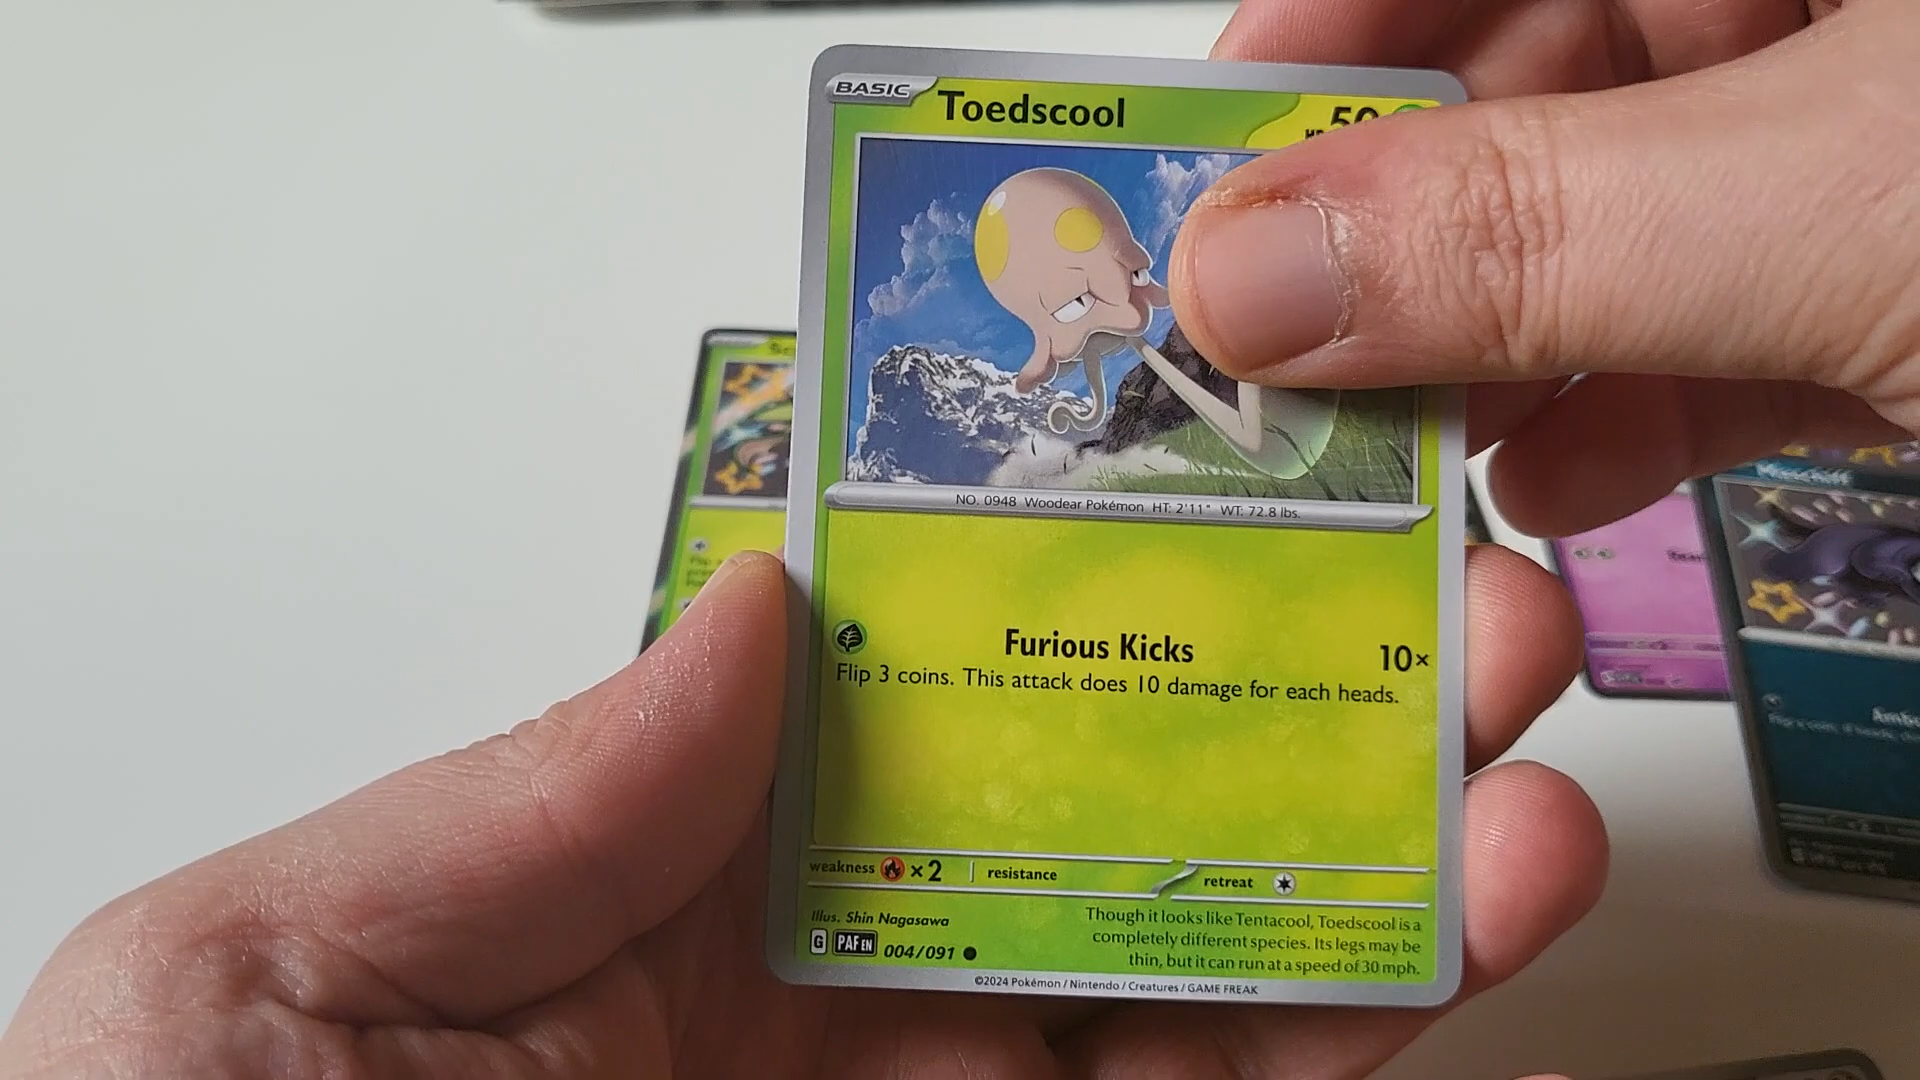 BASIC Toedscool
NO. 0948 Woodear Pokémon HT: 2'11" WT: 72.8 lbs.
Furious Kicks 10×
Flip 3 coins. This attack does 10 damage for each heads.
weakness ×2 resistance retreat
Illus. Shin Nagasawa
G PAF EN 004/091
Though it looks like Tentacool, Toedscool is a
completely different species. Its legs may be
thin, but it can run at a speed of 30 mph.
©2024 Pokémon / Nintendo / Creatures / GAME FREAK